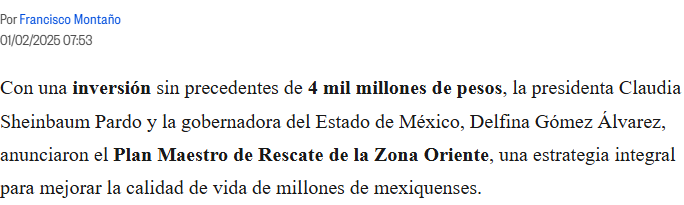 Por Francisco Montaño
01/02/2025 07:53
Con una inversión sin precedentes de 4 mil millones de pesos, la presidenta Claudia
Sheinbaum Pardo y la gobernadora del Estado de México, Delfina Gómez Álvarez,
anunciaron el Plan Maestro de Rescate de la Zona Oriente, una estrategia integral
para mejorar la calidad de vida de millones de mexiquenses.